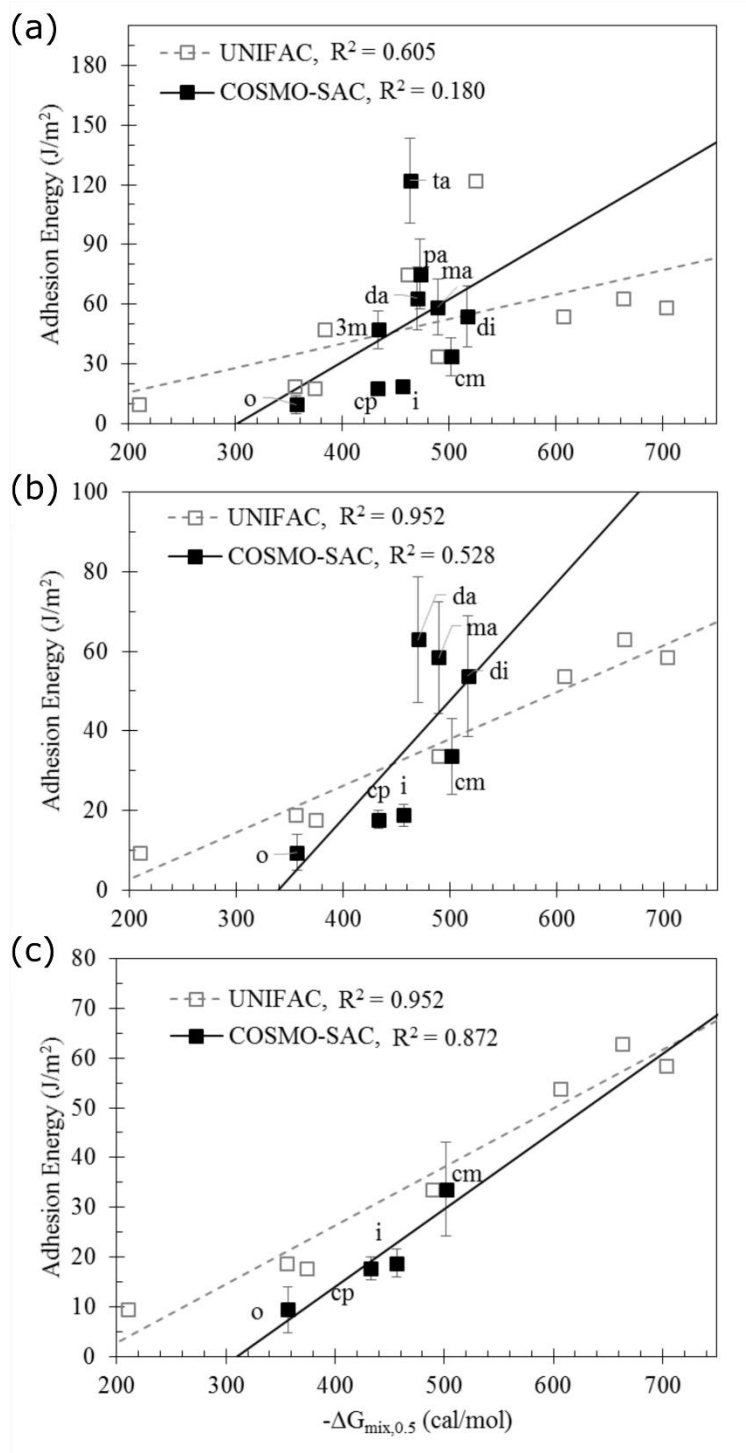 (a)
UNIFAC, R² = 0.605
COSMO-SAC, R² = 0.180
Adhesion Energy (J/m²)
180
150
120
90
60
30
0
ta
pa
da
ma
3m
di
cm
o
cp
i
200 300 400 500 600 700
(b)
UNIFAC, R² = 0.952
COSMO-SAC, R² = 0.528
Adhesion Energy (J/m²)
100
80
60
40
20
0
da
ma
di
cp
i
cm
o
200 300 400 500 600 700
(c)
UNIFAC, R² = 0.952
COSMO-SAC, R² = 0.872
Adhesion Energy (J/m²)
80
70
60
50
40
30
20
10
0
cm
i
cp
o
200 300 400 500 600 700
-ΔGmix,0.5 (cal/mol)